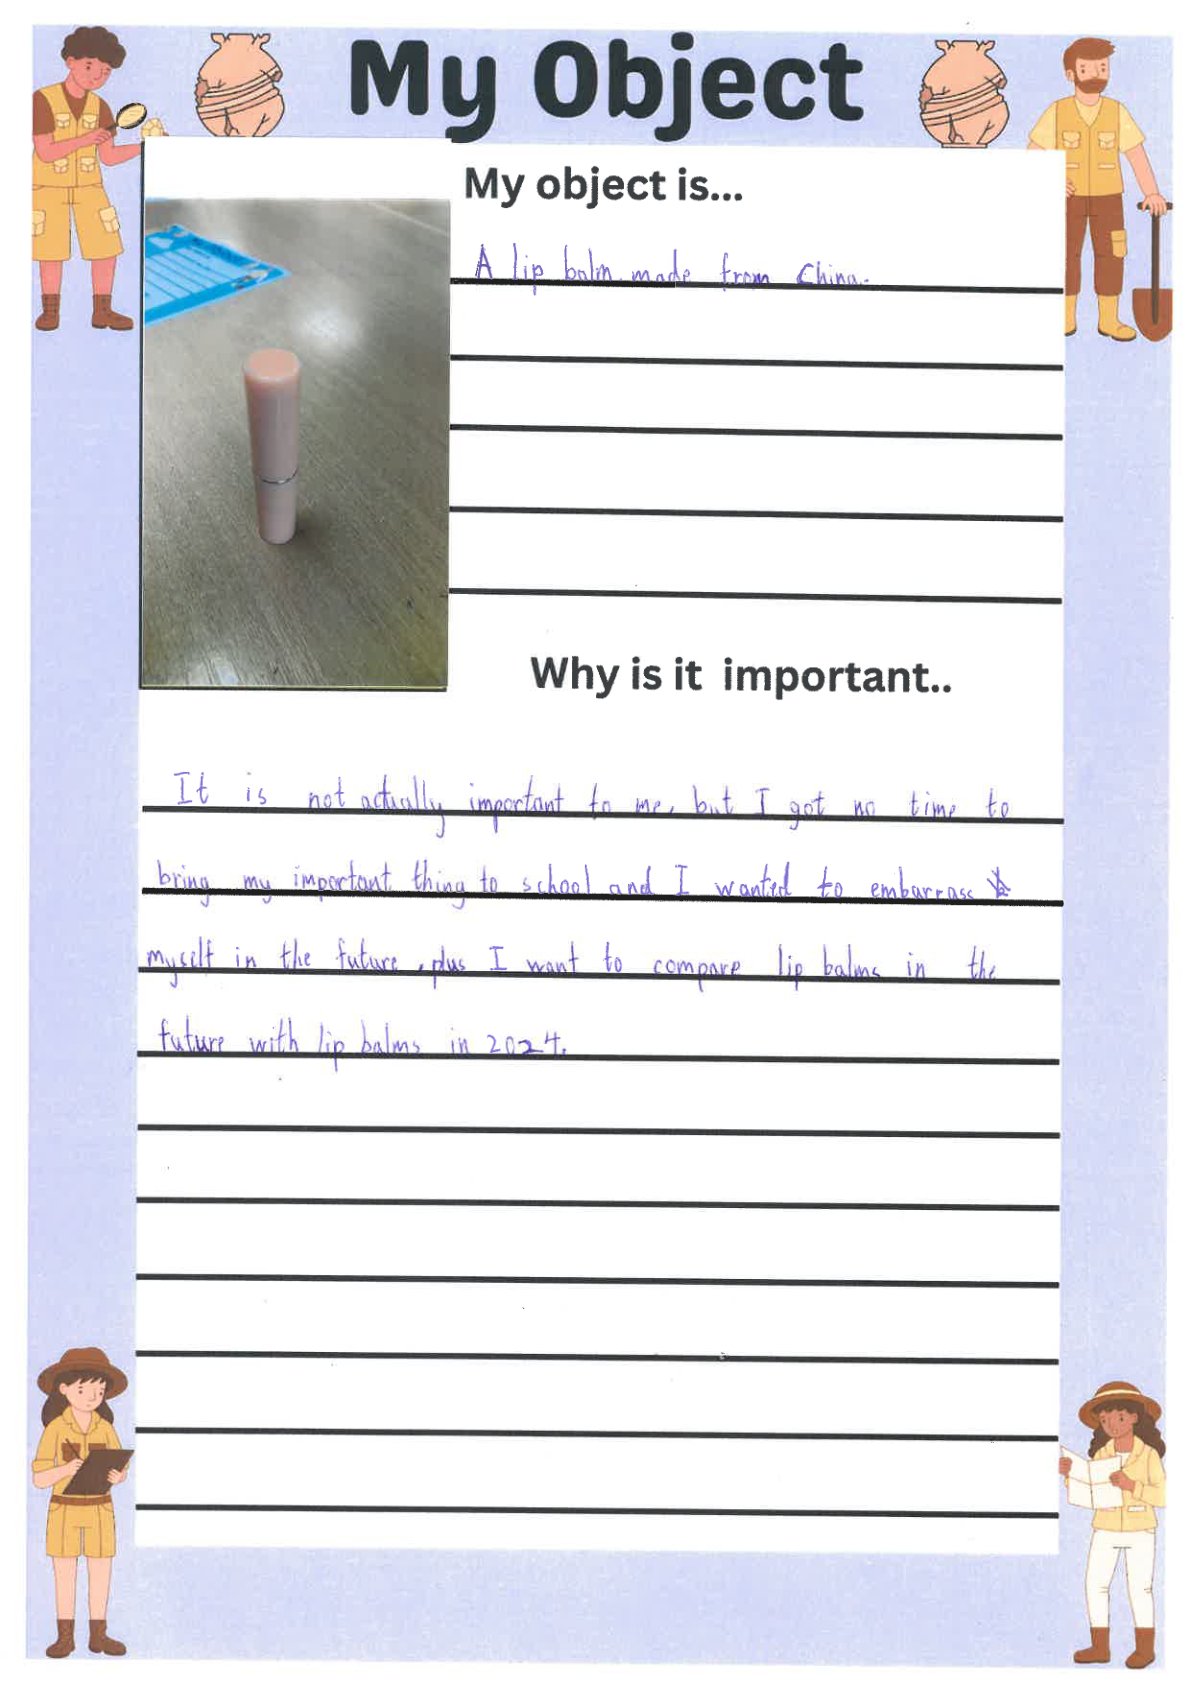 My Object
My object is...
A lip balm made from China.
Why is it important..
It is not actually important to me, but I got no time to
bring my important thing to school and I wanted to embarrass
myself in the future, plus I want to compare lip balms in the
future with lip balms in 2024.